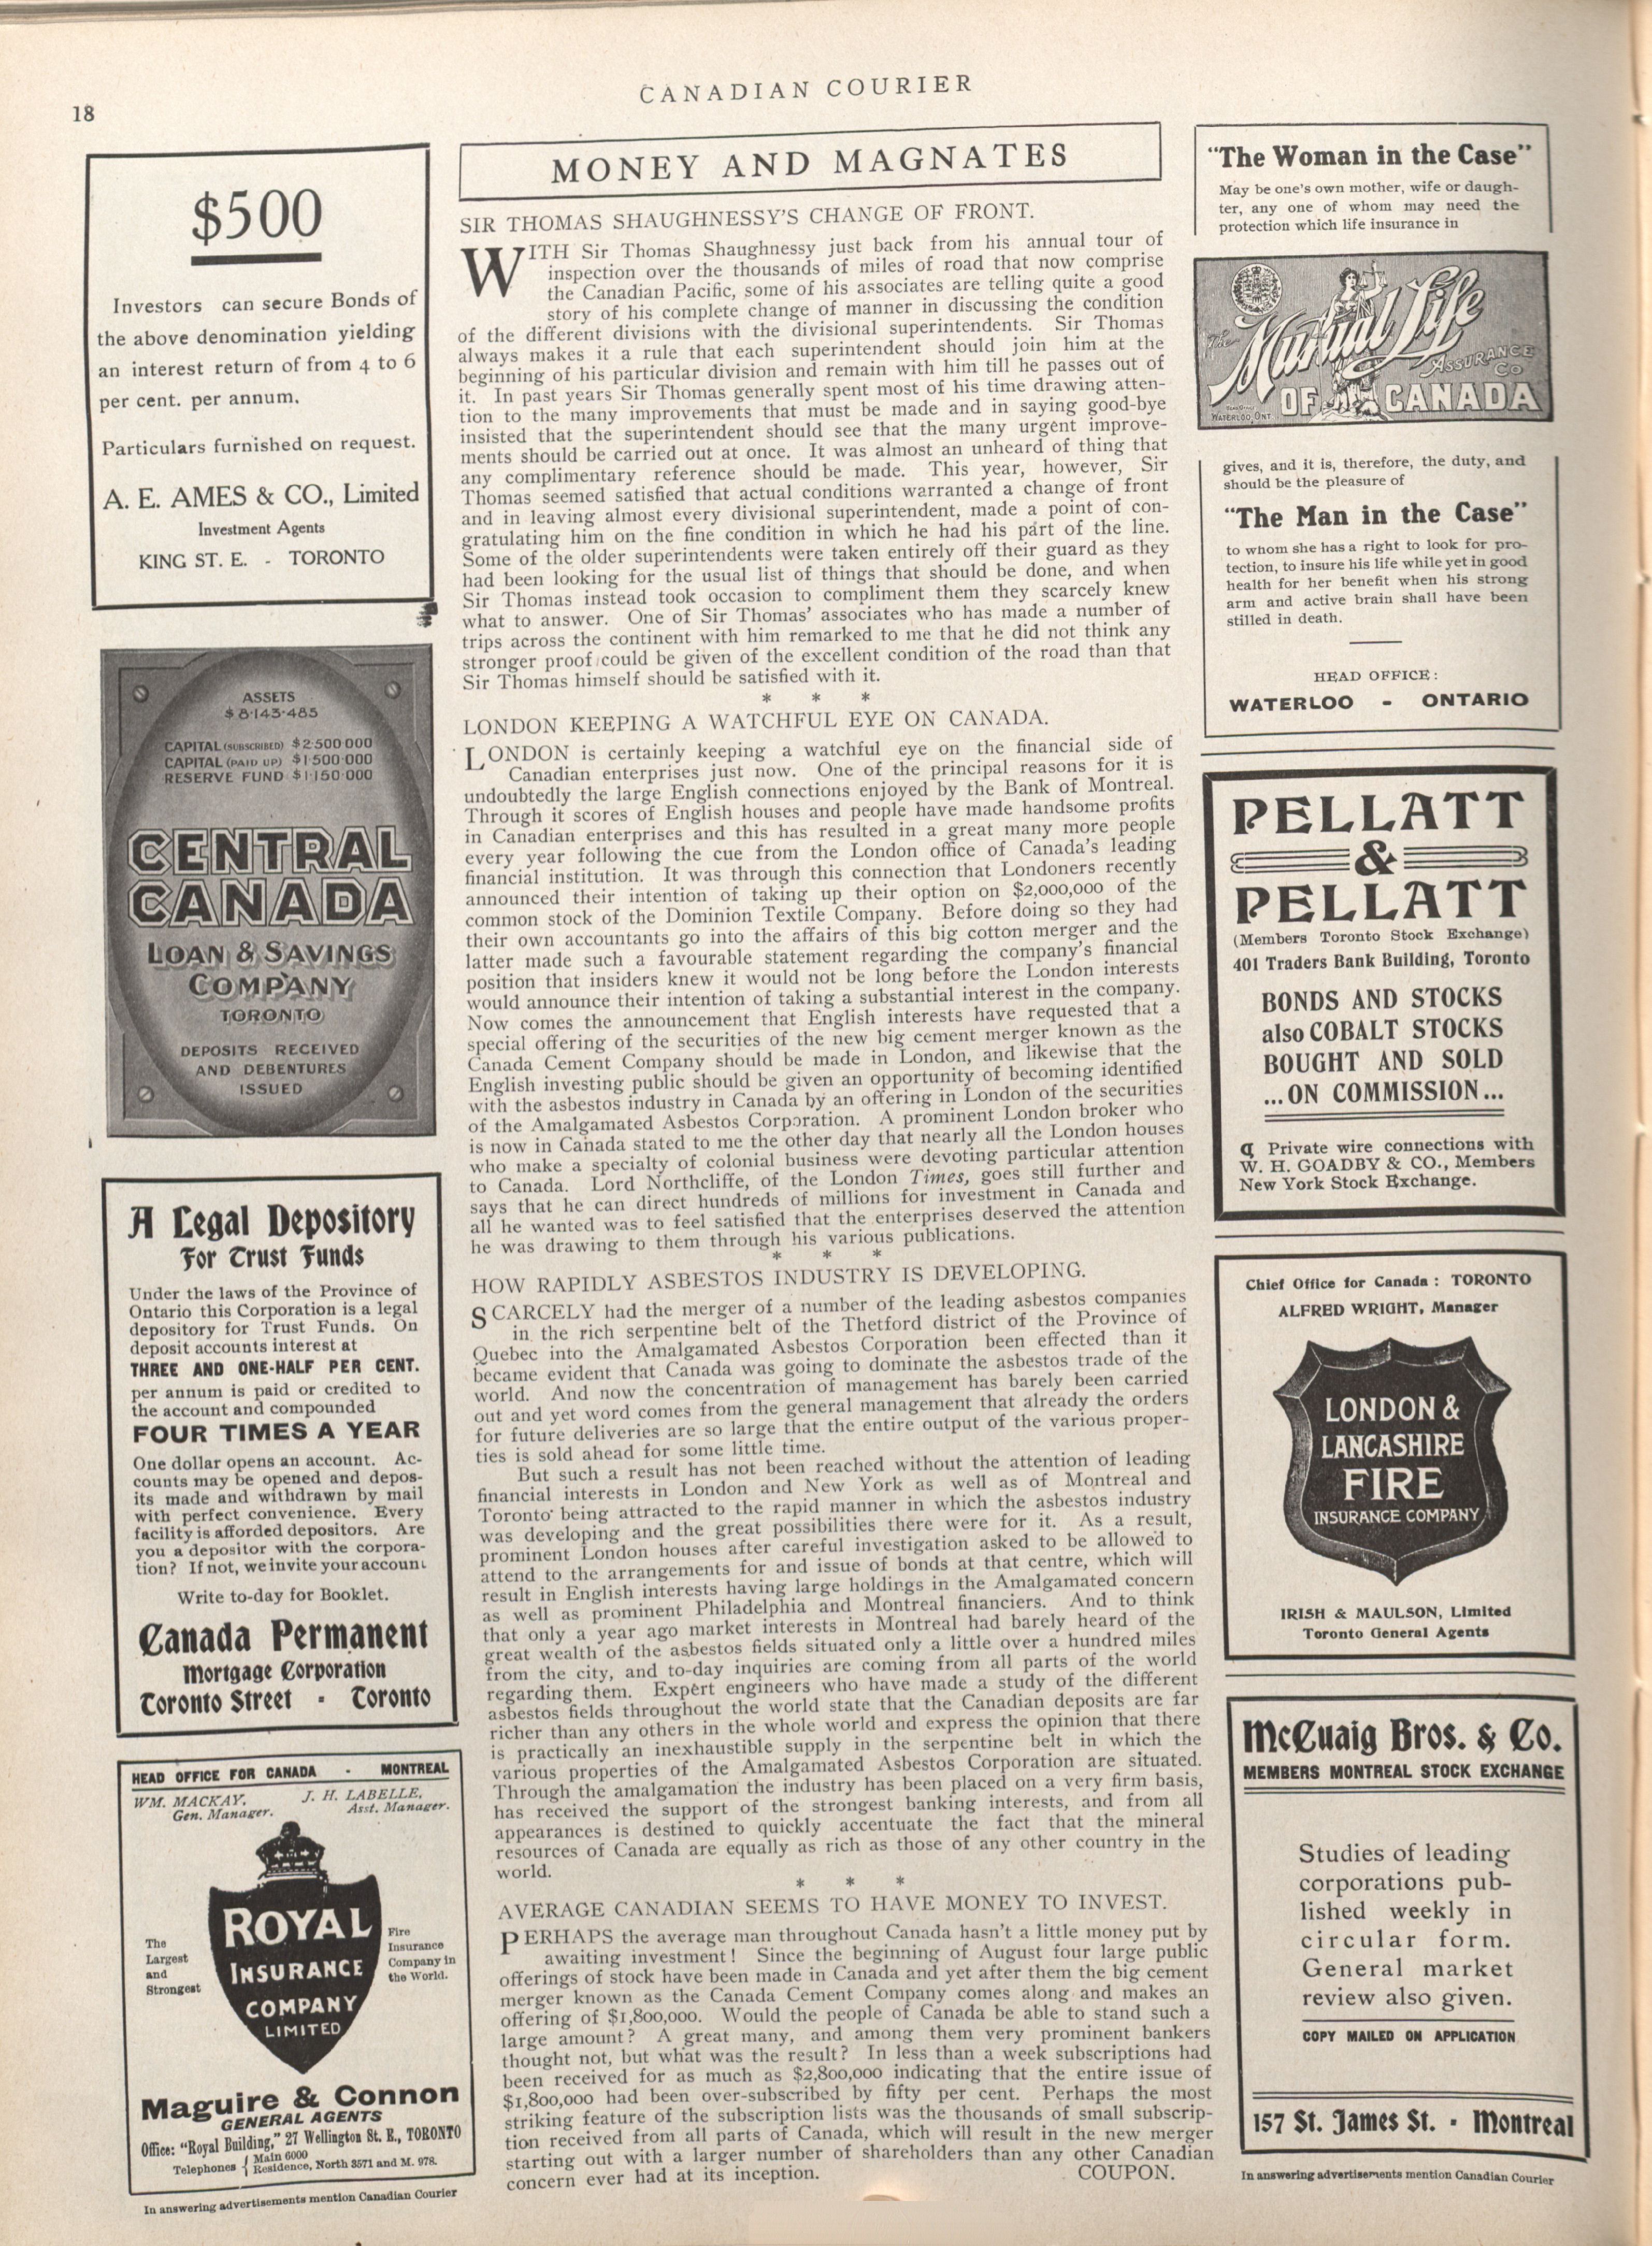 18
CANADIAN COURIER
$500
Investors can secure Bonds of
the above denomination yielding
an interest return of from 4 to 6
per cent. per annum.
Particulars furnished on request.
A. E. AMES & CO., Limited
Investment Agents
KING ST. E. - TORONTO
ASSETS
$8·143·485
CAPITAL (SUBSCRIBED) $2·500·000
CAPITAL (PAID UP) $1·500·000
RESERVE FUND $1·150·000
CENTRAL
CANADA
LOAN & SAVINGS
COMPANY
TORONTO
DEPOSITS RECEIVED
AND DEBENTURES
ISSUED
A Legal Depository
For Trust Funds
Under the laws of the Province of
Ontario this Corporation is a legal
depository for Trust Funds. On
deposit accounts interest at
THREE AND ONE-HALF PER CENT.
per annum is paid or credited to
the account and compounded
FOUR TIMES A YEAR
One dollar opens an account. Ac-
counts may be opened and depos-
its made and withdrawn by mail
with perfect convenience. Every
facility is afforded depositors. Are
you a depositor with the corpora-
tion? If not, we invite your account
Write to-day for Booklet.
Canada Permanent
Mortgage Corporation
Toronto Street - Toronto
HEAD OFFICE FOR CANADA - MONTREAL
WM. MACKAY, J. H. LABELLE,
Gen. Manager. Asst. Manager.
The
Largest
and
Strongest
ROYAL
INSURANCE
COMPANY
LIMITED
Fire
Insurance
Company in
the World.
Maguire & Connon
GENERAL AGENTS
Office: "Royal Building," 27 Wellington St. E., TORONTO
Telephones { Main 6000
Residence, North 3571 and M. 978.
In answering advertisements mention Canadian Courier
MONEY AND MAGNATES
SIR THOMAS SHAUGHNESSY'S CHANGE OF FRONT.
WITH Sir Thomas Shaughnessy just back from his annual tour of
inspection over the thousands of miles of road that now comprise
the Canadian Pacific, some of his associates are telling quite a good
story of his complete change of manner in discussing the condition
of the different divisions with the divisional superintendents. Sir Thomas
always makes it a rule that each superintendent should join him at the
beginning of his particular division and remain with him till he passes out of
it. In past years Sir Thomas generally spent most of his time drawing atten-
tion to the many improvements that must be made and in saying good-bye
insisted that the superintendent should see that the many urgent improve-
ments should be carried out at once. It was almost an unheard of thing that
any complimentary reference should be made. This year, however, Sir
Thomas seemed satisfied that actual conditions warranted a change of front
and in leaving almost every divisional superintendent, made a point of con-
gratulating him on the fine condition in which he had his part of the line.
Some of the older superintendents were taken entirely off their guard as they
had been looking for the usual list of things that should be done, and when
Sir Thomas instead took occasion to compliment them they scarcely knew
what to answer. One of Sir Thomas' associates who has made a number of
trips across the continent with him remarked to me that he did not think any
stronger proof could be given of the excellent condition of the road than that
Sir Thomas himself should be satisfied with it.
* * *
LONDON KEEPING A WATCHFUL EYE ON CANADA.
LONDON is certainly keeping a watchful eye on the financial side of
Canadian enterprises just now. One of the principal reasons for it is
undoubtedly the large English connections enjoyed by the Bank of Montreal.
Through it scores of English houses and people have made handsome profits
in Canadian enterprises and this has resulted in a great many more people
every year following the cue from the London office of Canada's leading
financial institution. It was through this connection that Londoners recently
announced their intention of taking up their option on $2,000,000 of the
common stock of the Dominion Textile Company. Before doing so they had
their own accountants go into the affairs of this big cotton merger and the
latter made such a favourable statement regarding the company's financial
position that insiders knew it would not be long before the London interests
would announce their intention of taking a substantial interest in the company.
Now comes the announcement that English interests have requested that a
special offering of the securities of the new big cement merger known as the
Canada Cement Company should be made in London, and likewise that the
English investing public should be given an opportunity of becoming identified
with the asbestos industry in Canada by an offering in London of the securities
of the Amalgamated Asbestos Corporation. A prominent London broker who
is now in Canada stated to me the other day that nearly all the London houses
who make a specialty of colonial business were devoting particular attention
to Canada. Lord Northcliffe, of the London Times, goes still further and
says that he can direct hundreds of millions for investment in Canada and
all he wanted was to feel satisfied that the enterprises deserved the attention
he was drawing to them through his various publications.
* * *
HOW RAPIDLY ASBESTOS INDUSTRY IS DEVELOPING.
SCARCELY had the merger of a number of the leading asbestos companies
in the rich serpentine belt of the Thetford district of the Province of
Quebec into the Amalgamated Asbestos Corporation been effected than it
became evident that Canada was going to dominate the asbestos trade of the
world. And now the concentration of management has barely been carried
out and yet word comes from the general management that already the orders
for future deliveries are so large that the entire output of the various proper-
ties is sold ahead for some little time.
But such a result has not been reached without the attention of leading
financial interests in London and New York as well as of Montreal and
Toronto being attracted to the rapid manner in which the asbestos industry
was developing and the great possibilities there were for it. As a result,
prominent London houses after careful investigation asked to be allowed to
attend to the arrangements for and issue of bonds at that centre, which will
result in English interests having large holdings in the Amalgamated concern
as well as prominent Philadelphia and Montreal financiers. And to think
that only a year ago market interests in Montreal had barely heard of the
great wealth of the asbestos fields situated only a little over a hundred miles
from the city, and to-day inquiries are coming from all parts of the world
regarding them. Expert engineers who have made a study of the different
asbestos fields throughout the world state that the Canadian deposits are far
richer than any others in the whole world and express the opinion that there
is practically an inexhaustible supply in the serpentine belt in which the
various properties of the Amalgamated Asbestos Corporation are situated.
Through the amalgamation the industry has been placed on a very firm basis,
has received the support of the strongest banking interests, and from all
appearances is destined to quickly accentuate the fact that the mineral
resources of Canada are equally as rich as those of any other country in the
world.
* * *
AVERAGE CANADIAN SEEMS TO HAVE MONEY TO INVEST.
PERHAPS the average man throughout Canada hasn't a little money put by
awaiting investment! Since the beginning of August four large public
offerings of stock have been made in Canada and yet after them the big cement
merger known as the Canada Cement Company comes along and makes an
offering of $1,800,000. Would the people of Canada be able to stand such a
large amount? A great many, and among them very prominent bankers
thought not, but what was the result? In less than a week subscriptions had
been received for as much as $2,800,000 indicating that the entire issue of
$1,800,000 had been over-subscribed by fifty per cent. Perhaps the most
striking feature of the subscription lists was the thousands of small subscrip-
tion received from all parts of Canada, which will result in the new merger
starting out with a larger number of shareholders than any other Canadian
concern ever had at its inception. COUPON.
"The Woman in the Case"
May be one's own mother, wife or daugh-
ter, any one of whom may need the
protection which life insurance in
The Mutual Life
ASSURANCE
CO
OF CANADA
WATERLOO, ONT
gives, and it is, therefore, the duty, and
should be the pleasure of
"The Man in the Case"
to whom she has a right to look for pro-
tection, to insure his life while yet in good
health for her benefit when his strong
arm and active brain shall have been
stilled in death.
HEAD OFFICE:
WATERLOO - ONTARIO
PELLATT
&
PELLATT
(Members Toronto Stock Exchange)
401 Traders Bank Building, Toronto
BONDS AND STOCKS
also COBALT STOCKS
BOUGHT AND SOLD
...ON COMMISSION...
¶ Private wire connections with
W. H. GOADBY & CO., Members
New York Stock Exchange.
Chief Office for Canada: TORONTO
ALFRED WRIGHT, Manager
LONDON &
LANCASHIRE
FIRE
INSURANCE COMPANY
IRISH & MAULSON, Limited
Toronto General Agents
McCuaig Bros. & Co.
MEMBERS MONTREAL STOCK EXCHANGE
Studies of leading
corporations pub-
lished weekly in
circular form.
General market
review also given.
COPY MAILED ON APPLICATION
157 St. James St. - Montreal
In answering advertisements mention Canadian Courier